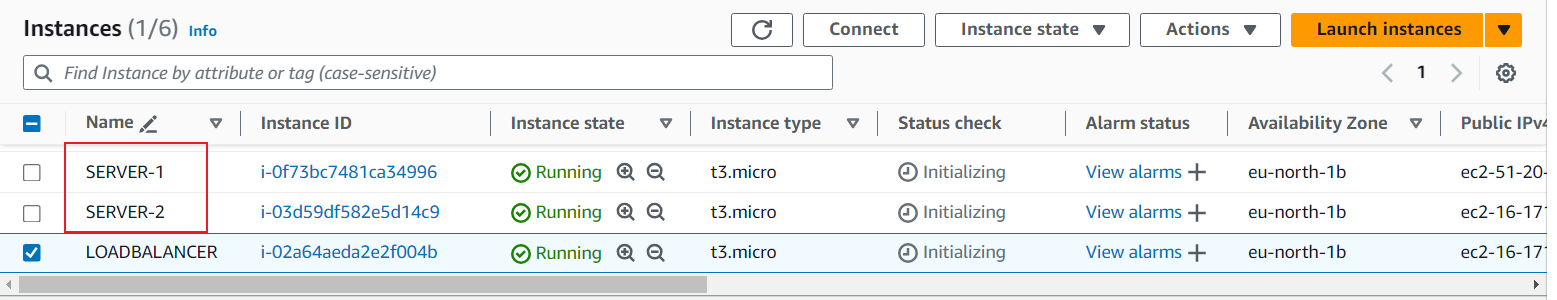 Instances (1/6) Info Connect Instance state Actions Launch instances
Find Instance by attribute or tag (case-sensitive) 1
Name Instance ID Instance state Instance type Status check Alarm status Availability Zone Public IPv4
SERVER-1 i-0f73bc7481ca34996 Running t3.micro Initializing View alarms + eu-north-1b ec2-51-20-
SERVER-2 i-03d59df582e5d14c9 Running t3.micro Initializing View alarms + eu-north-1b ec2-16-171
LOADBALANCER i-02a64aeda2e2f004b Running t3.micro Initializing View alarms + eu-north-1b ec2-16-171